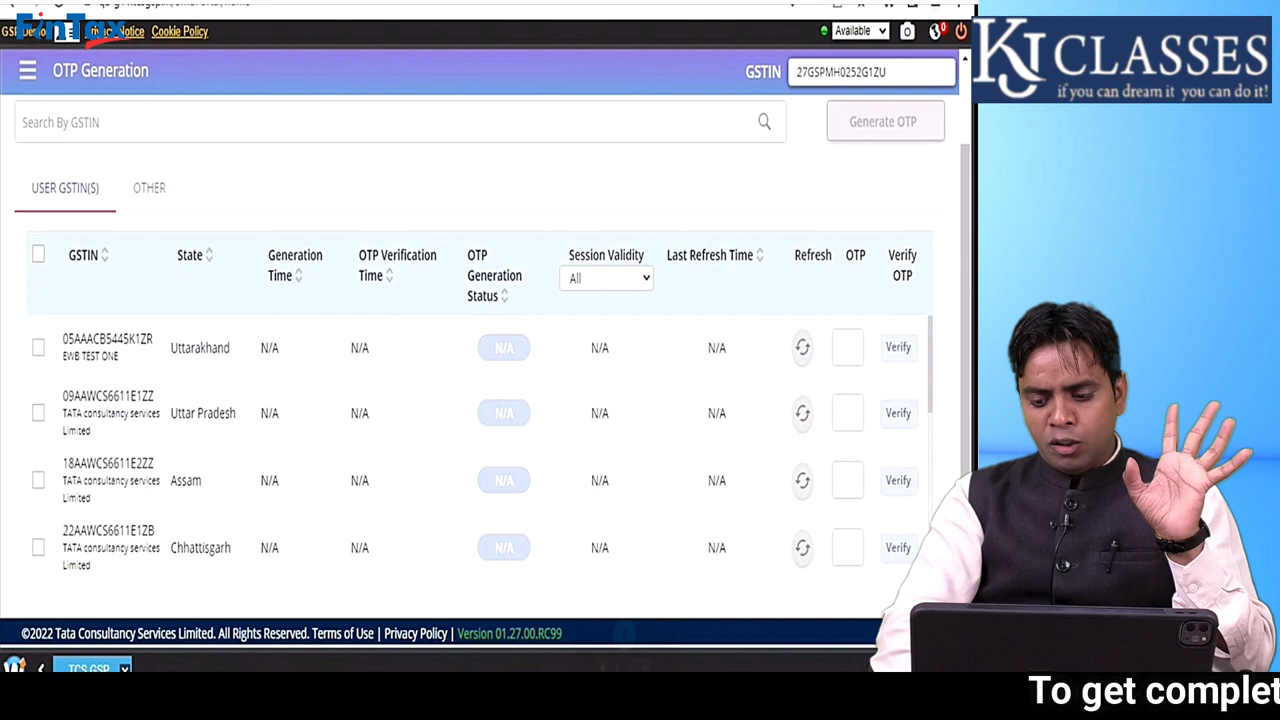 FinTax
Notice
Cookie Policy
Available
0
KJ CLASSES
if you can dream it you can do it!
OTP Generation
GSTIN
27GSPMH0252G1ZU
Search By GSTIN
Generate OTP
USER GSTIN(S)
OTHER
GSTIN State Generation Time OTP Verification Time OTP Generation Status Session Validity Last Refresh Time Refresh OTP Verify OTP
All
05AAACB5445K1ZR Uttarakhand N/A N/A N/A N/A N/A Verify
EWB TEST ONE
09AAWCS6611E1ZZ
TATA consultancy services Uttar Pradesh N/A N/A N/A N/A N/A Verify
Limited
18AAWCS6611E2ZZ
TATA consultancy services Assam N/A N/A N/A N/A N/A Verify
Limited
22AAWCS6611E1ZB
TATA consultancy services Chhattisgarh N/A N/A N/A N/A N/A Verify
Limited
©2022 Tata Consultancy Services Limited. All Rights Reserved. Terms of Use | Privacy Policy | Version 01.27.00.RC99
TCS GSP
To get complet